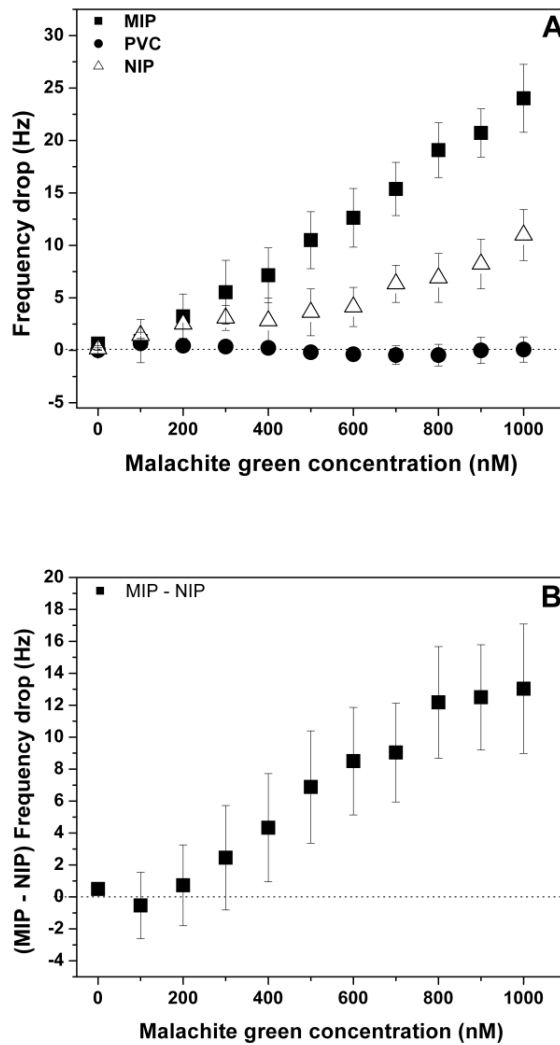 A
MIP
PVC
NIP
30
25
20
15
10
5
0
-5
Frequency drop (Hz)
0 200 400 600 800 1000
Malachite green concentration (nM)
B
MIP - NIP
20
18
16
14
12
10
8
6
4
2
0
-2
-4
(MIP - NIP) Frequency drop (Hz)
0 200 400 600 800 1000
Malachite green concentration (nM)